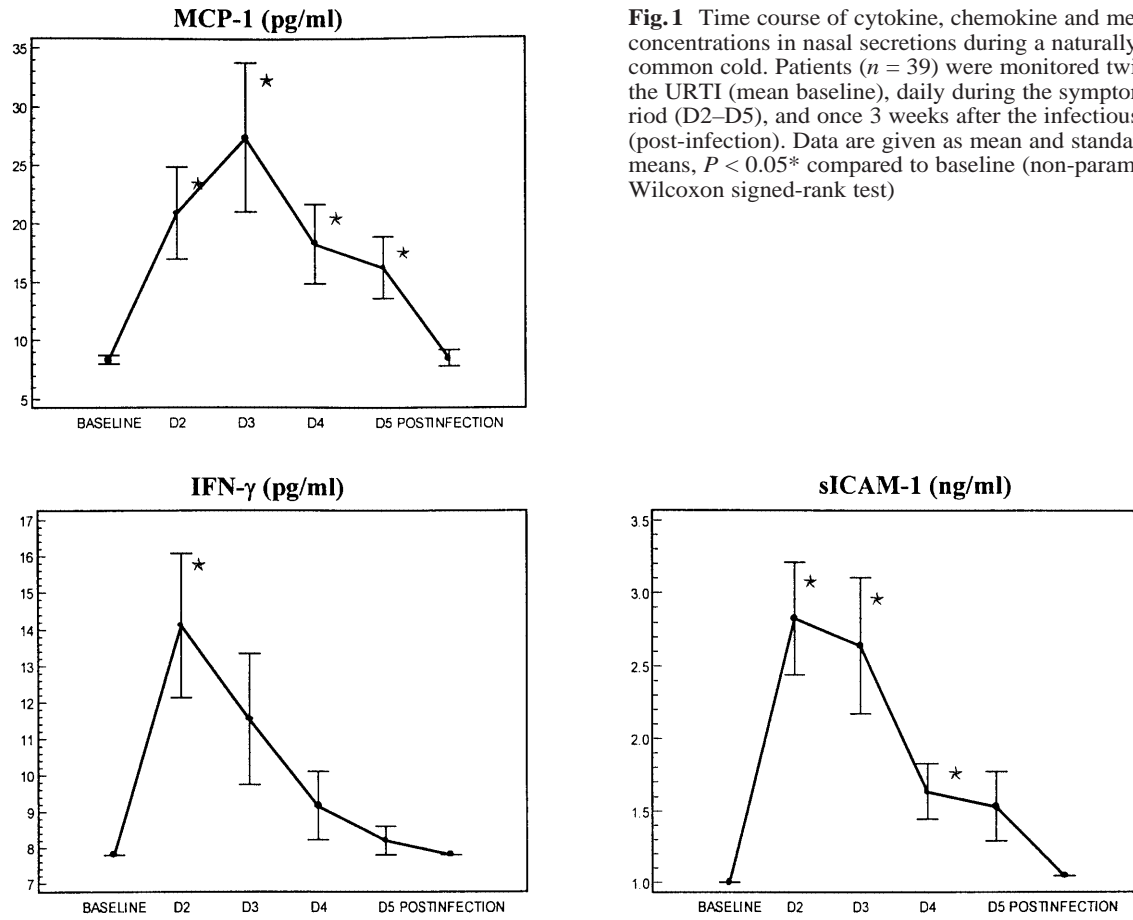 MCP-1 (pg/ml)
35
30
25
20
15
10
5
BASELINE D2 D3 D4 D5 POSTINFECTION
Fig. 1 Time course of cytokine, chemokine and me
concentrations in nasal secretions during a naturally
common cold. Patients (n = 39) were monitored twi
the URTI (mean baseline), daily during the sympto
riod (D2–D5), and once 3 weeks after the infectious
(post-infection). Data are given as mean and standa
means, P < 0.05* compared to baseline (non-param
Wilcoxon signed-rank test)
IFN-γ (pg/ml)
17
16
15
14
13
12
11
10
9
8
7
BASELINE D2 D3 D4 D5 POSTINFECTION
sICAM-1 (ng/ml)
3.5
3.0
2.5
2.0
1.5
1.0
BASELINE D2 D3 D4 D5 POSTINFECTION